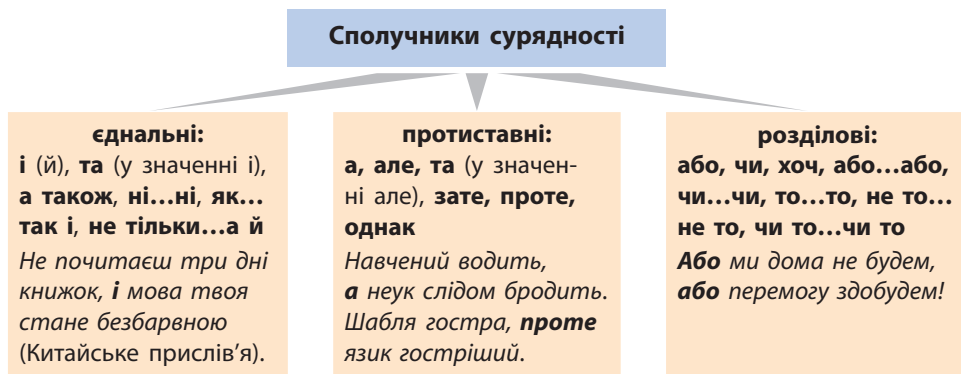 Сполучники сурядності
єднальні:
і (й), та (у значенні і),
а також, ні...ні, як...
так і, не тільки...а й
Не почитаєш три дні
книжок, і мова твоя
стане безбарвною
(Китайське прислів’я).
протиставні:
а, але, та (у значен-
ні але), зате, проте,
однак
Навчений водить,
а неук слідом бродить.
Шабля гостра, проте
язик гостріший.
розділові:
або, чи, хоч, або...або,
чи...чи, то...то, не то...
не то, чи то...чи то
Або ми дома не будем,
або перемогу здобудем!